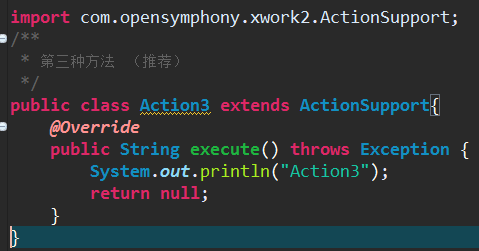 import com.opensymphony.xwork2.ActionSupport;
/**
 * 第三种方法 （推荐）
 */
public class Action3 extends ActionSupport{
    @Override
    public String execute() throws Exception {
        System.out.println("Action3");
        return null;
    }
}